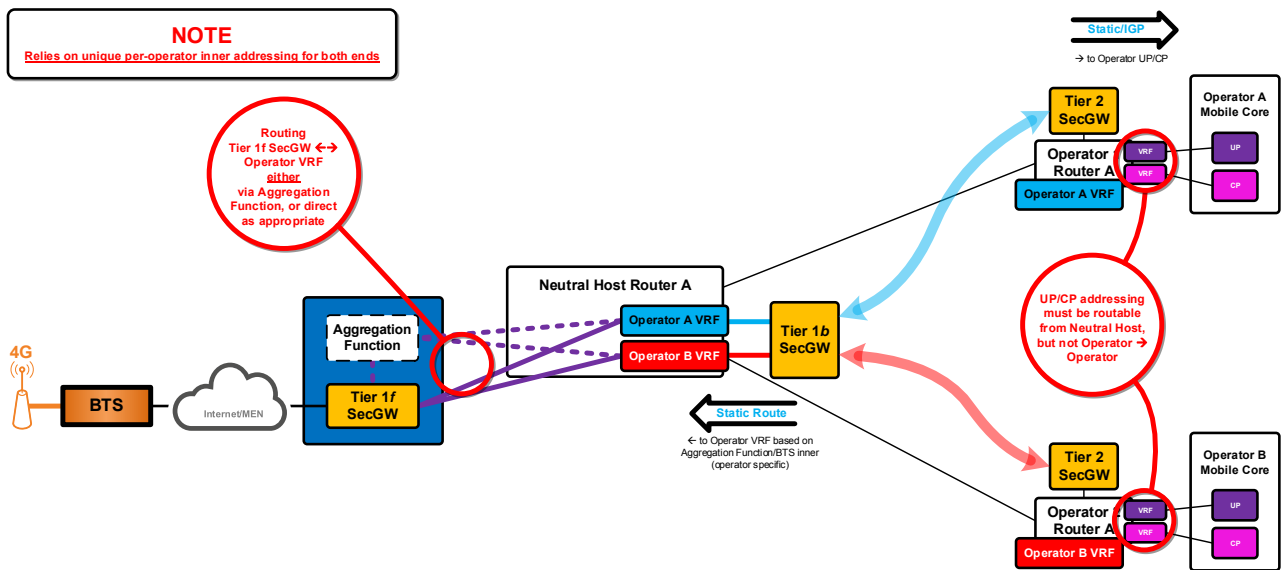 NOTE
Relies on unique per-operator inner addressing for both ends
Static/IGP
→ to Operator UP/CP
Routing
Tier 1f SecGW ←→
Operator VRF
either
via Aggregation
Function, or direct
as appropriate
Tier 2
SecGW
Operator
Router A
VRF
VRF
Operator A VRF
Operator A
Mobile Core
UP
CP
Neutral Host Router A
Operator A VRF
Operator B VRF
Tier 1b
SecGW
UP/CP addressing
must be routable
from Neutral Host,
but not Operator →
Operator
Aggregation
Function
Tier 1f
SecGW
4G
BTS
Internet/MEN
Static Route
← to Operator VRF based on
Aggregation Function/BTS inner
(operator specific)
Tier 2
SecGW
Operator 2
Router A
VRF
VRF
Operator B VRF
Operator B
Mobile Core
UP
CP